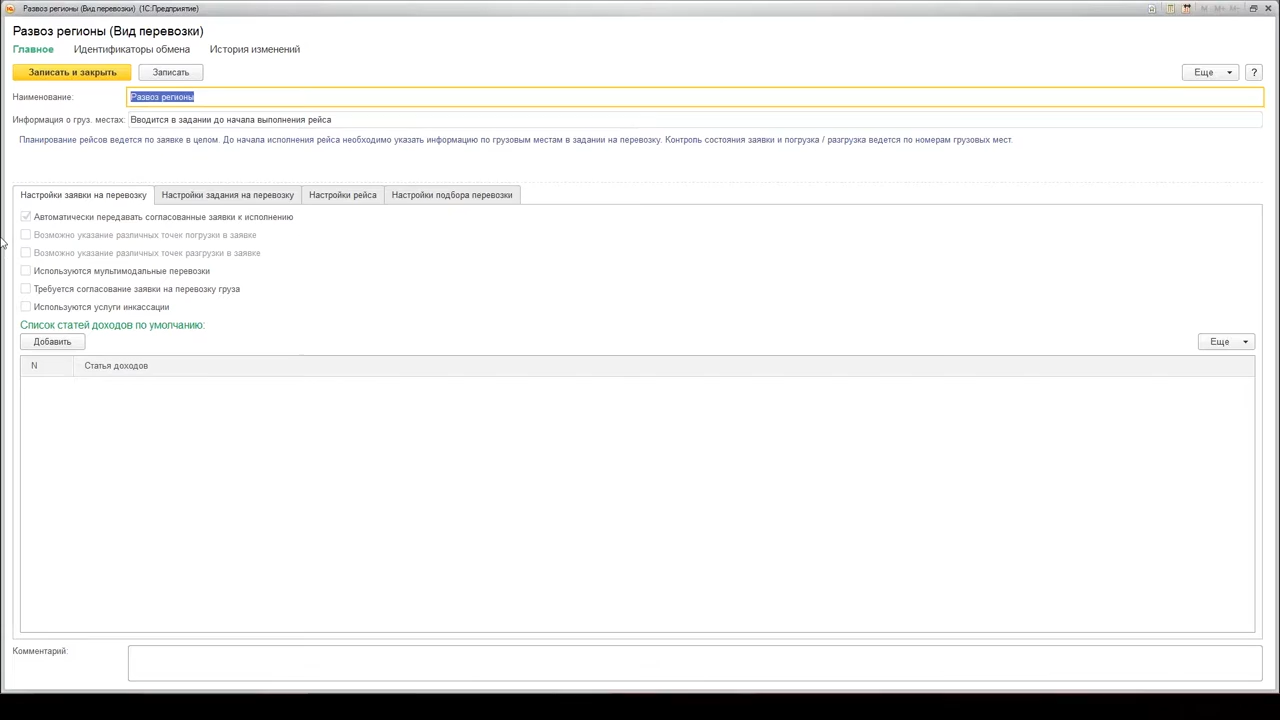 Развоз регионы (Вид перевозки) (1С:Предприятие)
M M+ M-
Развоз регионы (Вид перевозки)
Главное Идентификаторы обмена История изменений
Записать и закрыть Записать Еще ?
Наименование: Развоз регионы
Информация о груз. местах: Вводится в задании до начала выполнения рейса
Планирование рейсов ведется по заявке в целом. До начала исполнения рейса необходимо указать информацию по грузовым местам в задании на перевозку. Контроль состояния заявки и погрузка / разгрузка ведется по номерам грузовых мест.
Настройки заявки на перевозку Настройки задания на перевозку Настройки рейса Настройки подбора перевозки
Автоматически передавать согласованные заявки к исполнению
Возможно указание различных точек погрузки в заявке
Возможно указание различных точек разгрузки в заявке
Используются мультимодальные перевозки
Требуется согласование заявки на перевозку груза
Используются услуги инкассации
Список статей доходов по умолчанию:
Добавить Еще
N Статья доходов
Комментарий: